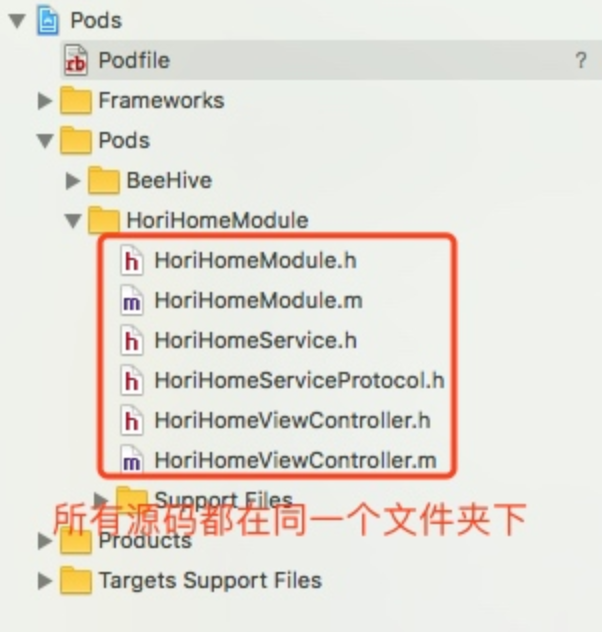 Pods
Podfile ?
Frameworks
Pods
BeeHive
HoriHomeModule
h HoriHomeModule.h
m HoriHomeModule.m
h HoriHomeService.h
h HoriHomeServiceProtocol.h
h HoriHomeViewController.h
m HoriHomeViewController.m
Support Files
所有源码都在同一个文件夹下
Products
Targets Support Files